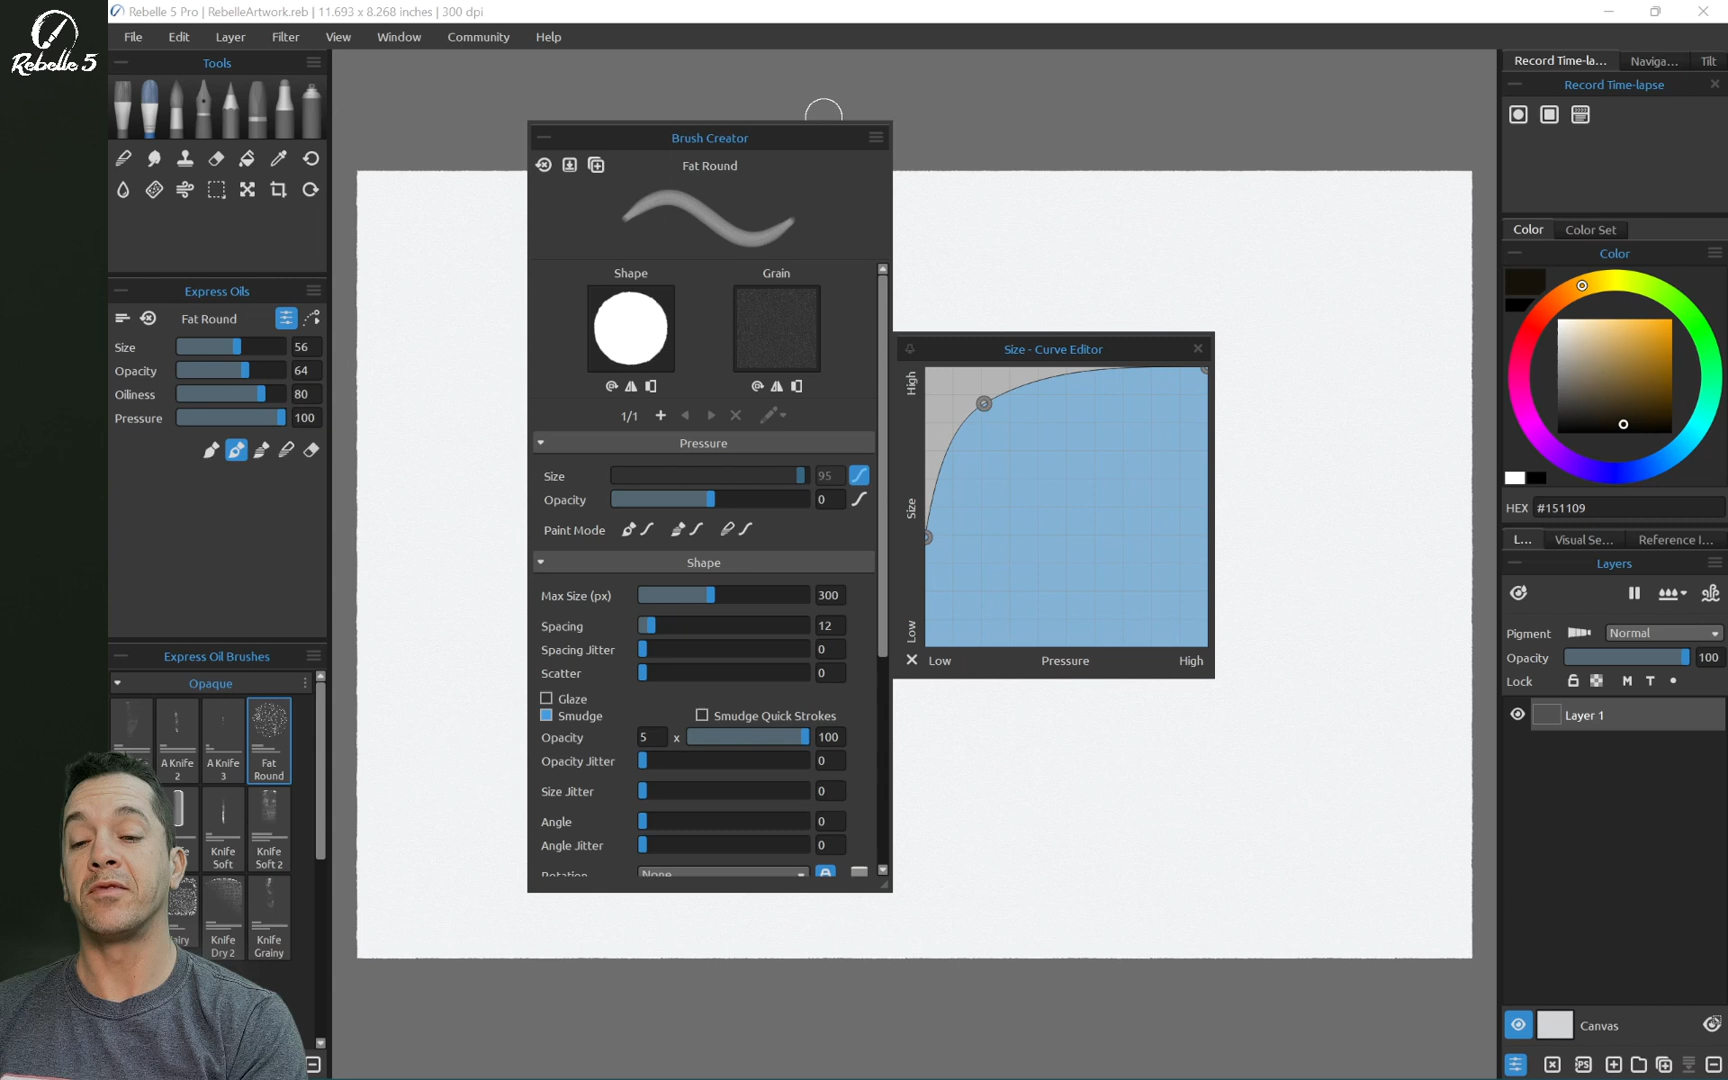 Rebelle 5 Pro | RebelleArtwork.reb | 11.693 x 8.268 inches | 300 dpi
Rebelle 5
File Edit Layer Filter View Window Community Help
Tools
Express Oils
Fat Round
Size 56
Opacity 64
Oiliness 80
Pressure 100
Express Oil Brushes
Opaque
A Knife 2
A Knife 3
Fat Round
Knife Soft
Knife Soft 2
Knife Dry 2
Knife Grainy
Brush Creator
Fat Round
Shape Grain
1/1
Pressure
Size 95
Opacity 0
Paint Mode
Shape
Max Size (px) 300
Spacing 12
Spacing Jitter 0
Scatter 0
Glaze
Smudge Smudge Quick Strokes
Opacity 5 x 100
Opacity Jitter 0
Size Jitter 0
Angle 0
Angle Jitter 0
Rotation None
Size - Curve Editor
High
Size
Low
Low Pressure High
Record Time-la... Naviga... Tilt
Record Time-lapse
Color Color Set
Color
HEX #151109
L... Visual Se... Reference I...
Layers
Pigment Normal
Opacity 100
Lock M T
Layer 1
Canvas
PS